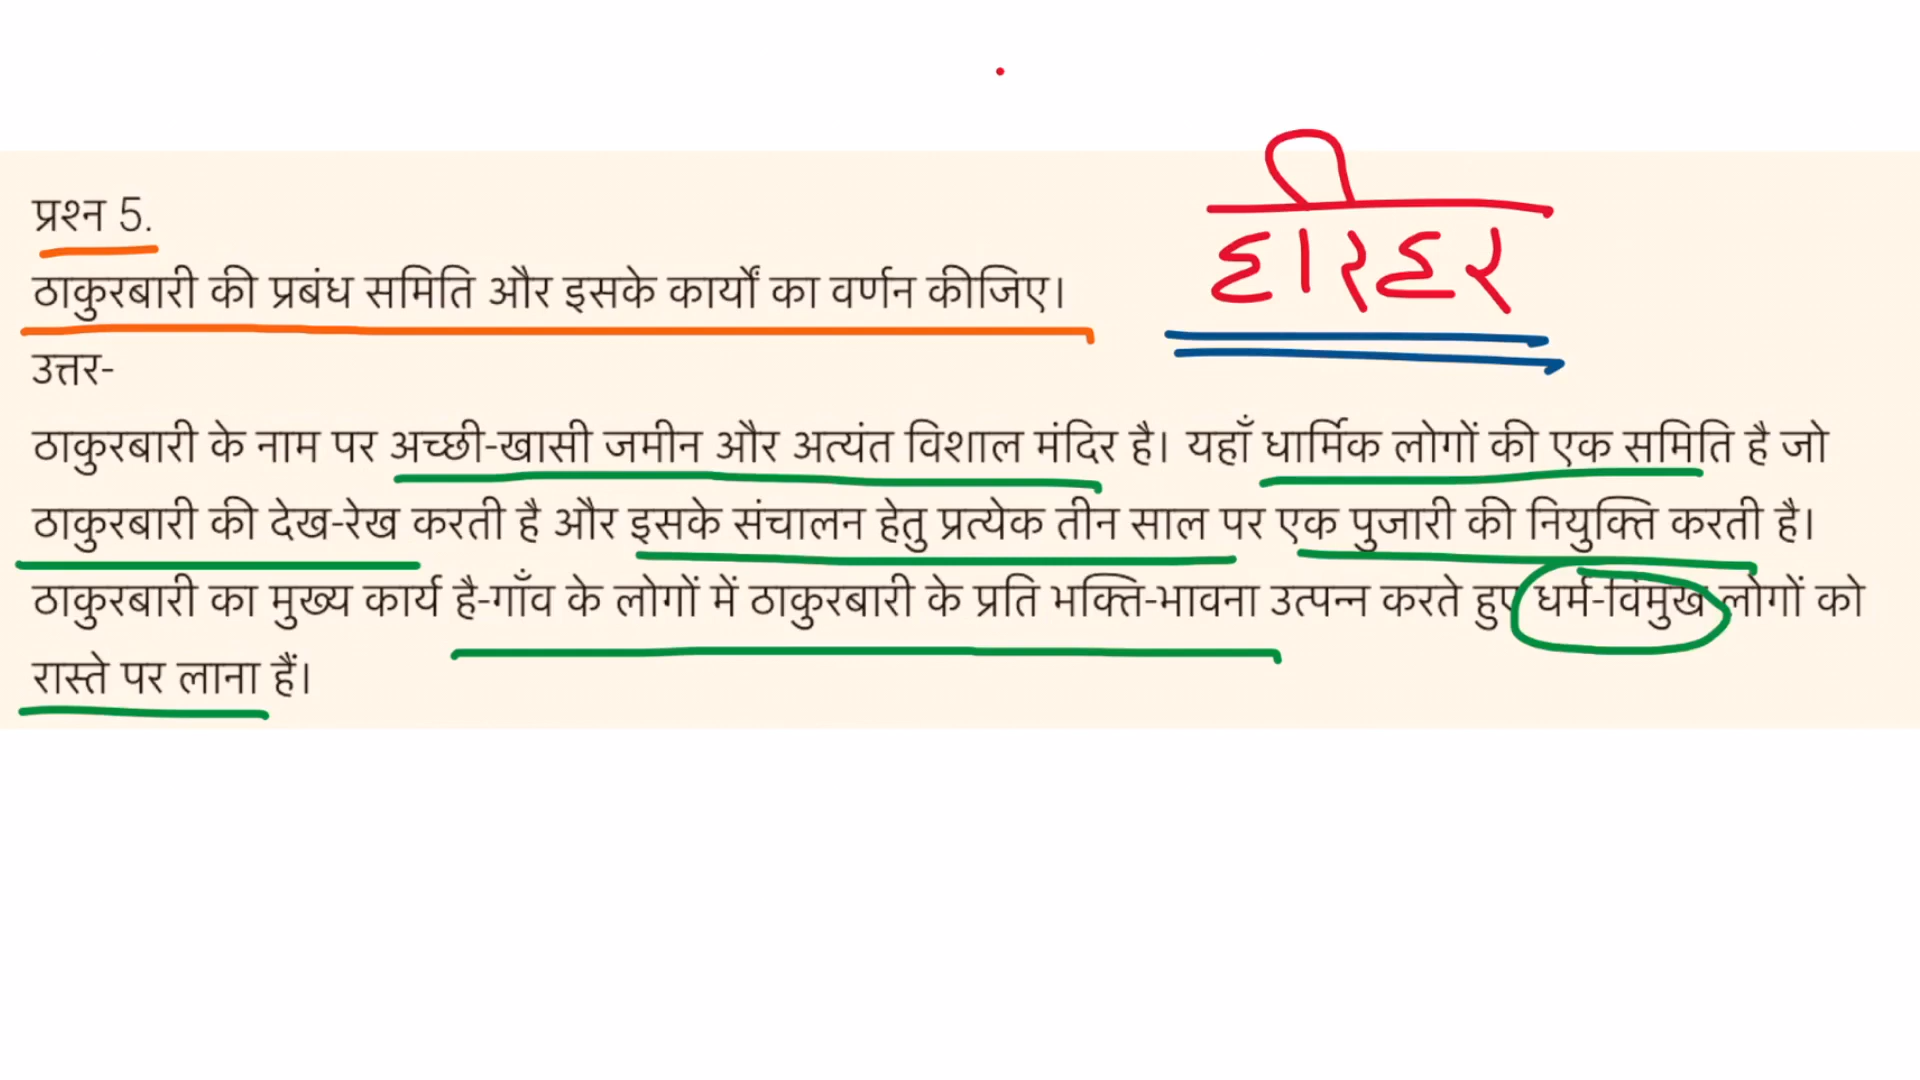 प्रश्न 5.
हरिहर
ठाकुरबारी की प्रबंध समिति और इसके कार्यों का वर्णन कीजिए।
उत्तर-
ठाकुरबारी के नाम पर अच्छी-खासी जमीन और अत्यंत विशाल मंदिर है। यहाँ धार्मिक लोगों की एक समिति है जो
ठाकुरबारी की देख-रेख करती है और इसके संचालन हेतु प्रत्येक तीन साल पर एक पुजारी की नियुक्ति करती है।
ठाकुरबारी का मुख्य कार्य है-गाँव के लोगों में ठाकुरबारी के प्रति भक्ति-भावना उत्पन्न करते हुए धर्म-विमुख लोगों को
रास्ते पर लाना हैं।